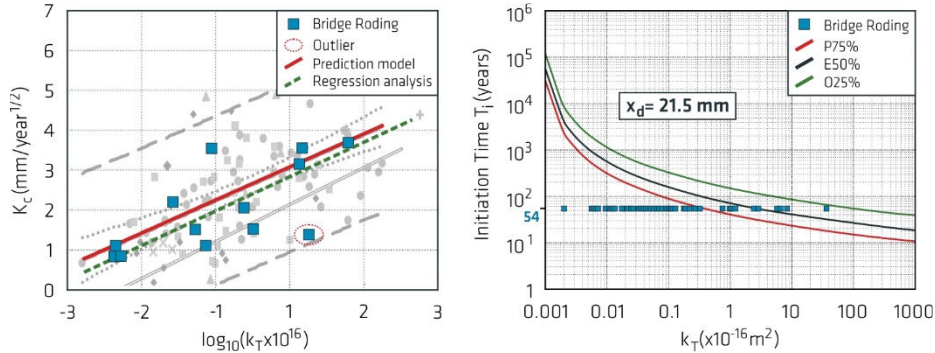 7
6
5
4
3
2
1
0
K_c (mm/year^1/2)
-3
-2
-1
0
1
2
3
log10(k_T x10^16)
Bridge Roding
Outlier
Prediction model
Regression analysis
10^6
10^5
10^4
10^3
10^2
54
10^1
1
Initiation Time T_i (years)
Bridge Roding
P75%
E50%
O25%
x_d= 21.5 mm
0.001
0.01
0.1
1
10
100
1000
k_T(x10^-16 m^2)